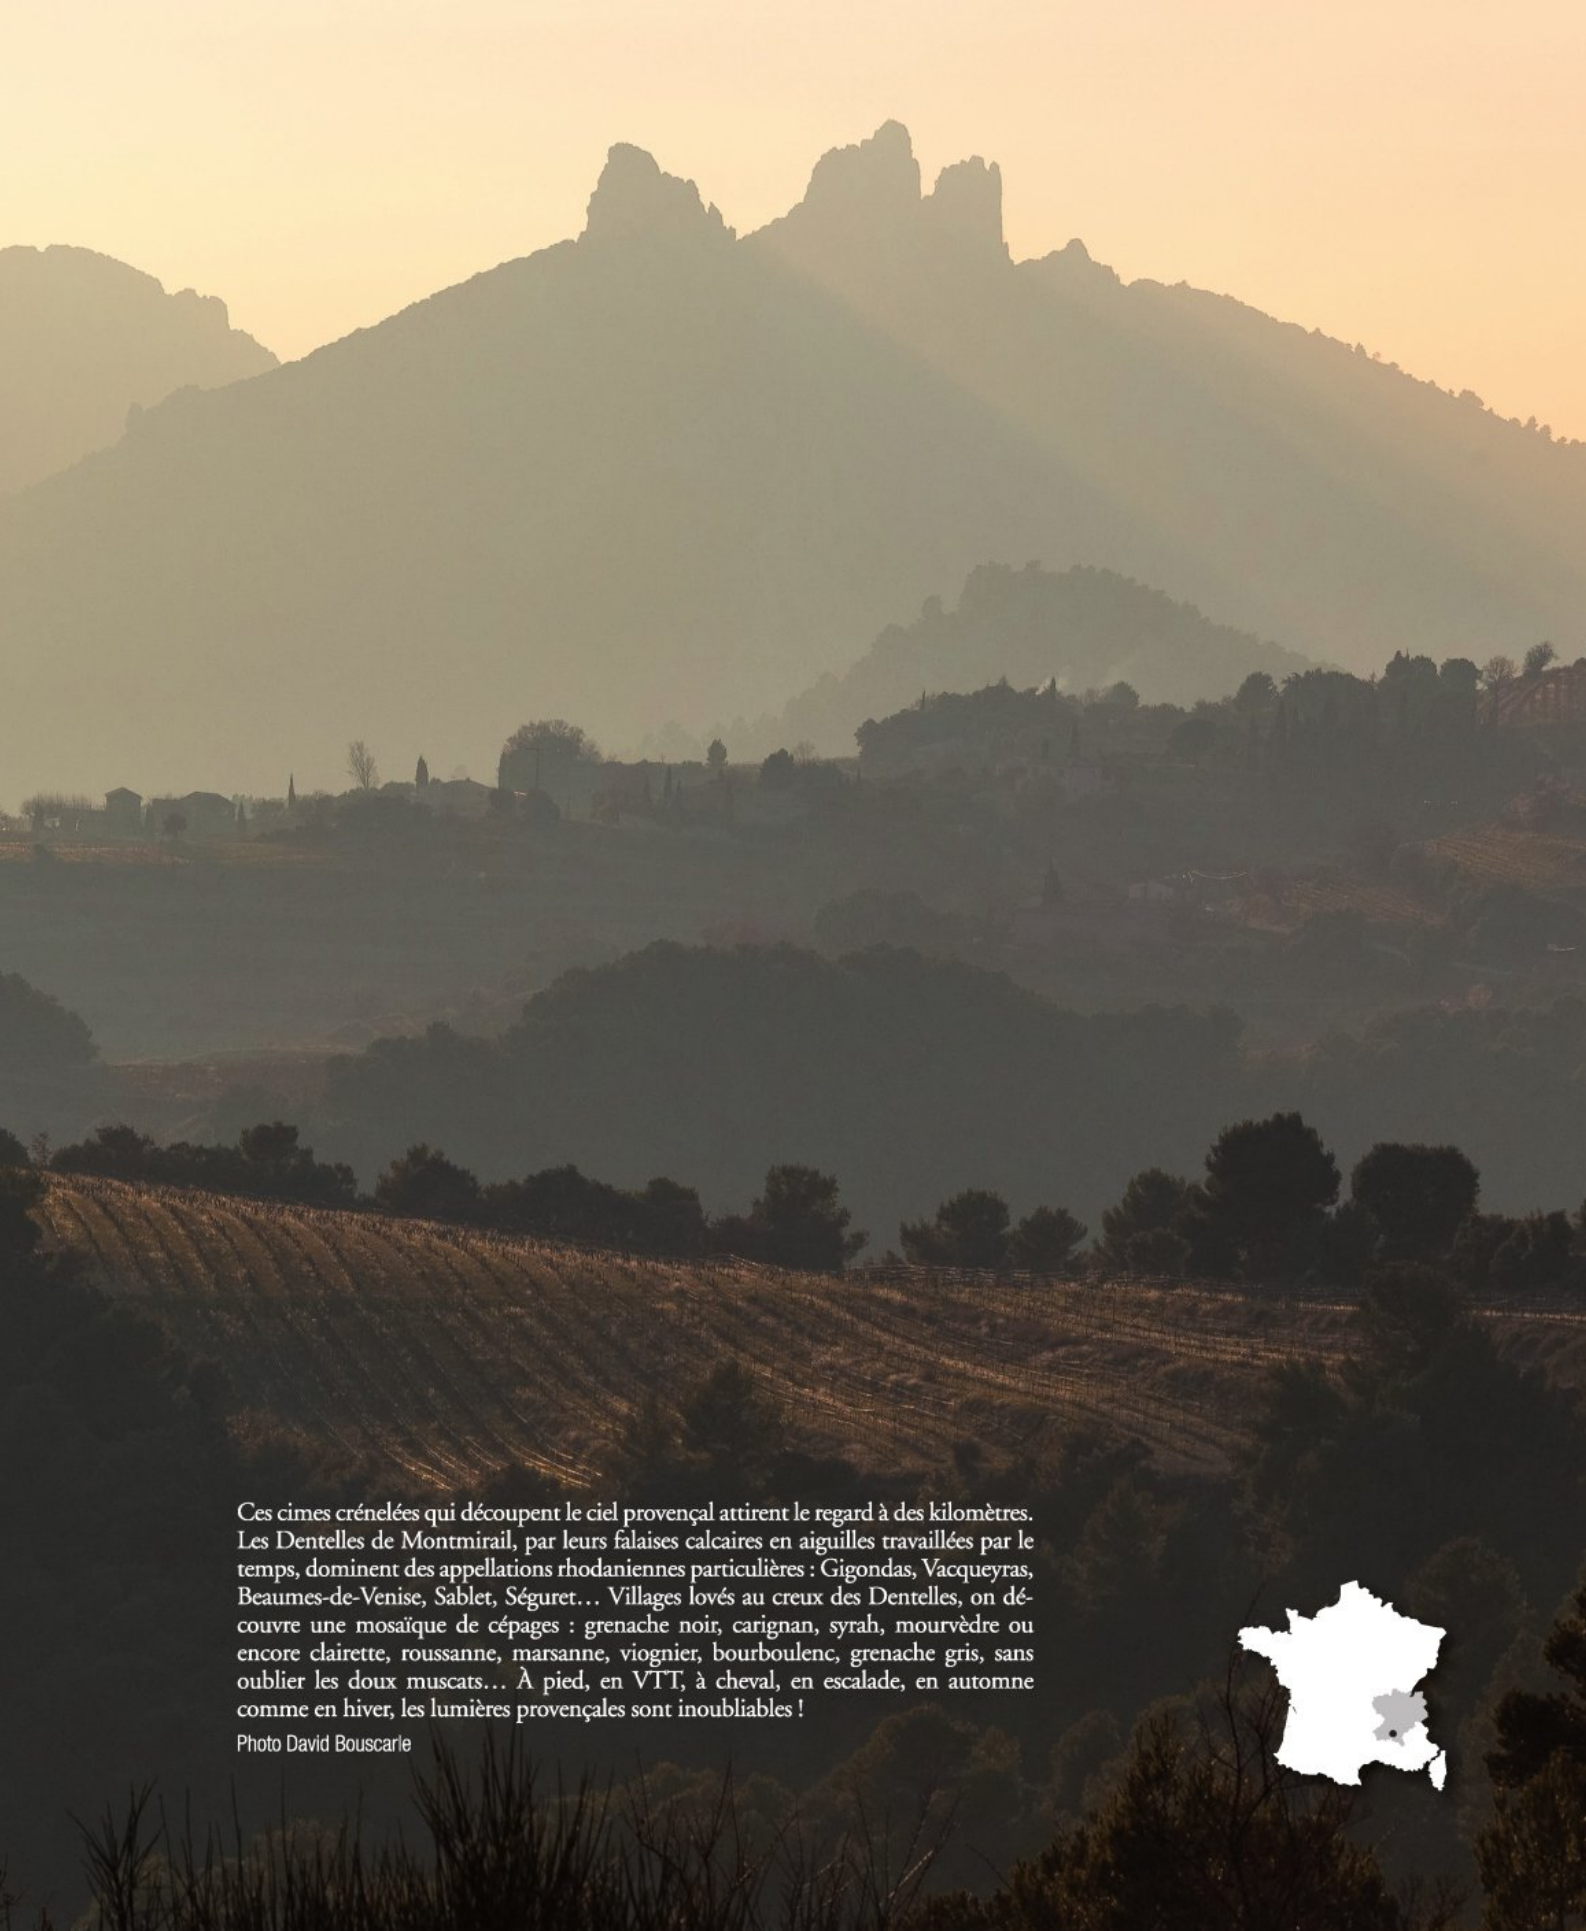 Ces cimes crénelées qui découpent le ciel provençal attirent le regard à des kilomètres.
Les Dentelles de Montmirail, par leurs falaises calcaires en aiguilles travaillées par le
temps, dominent des appellations rhodaniennes particulières : Gigondas, Vacqueyras,
Beaumes-de-Venise, Sablet, Séguret… Villages lovés au creux des Dentelles, on dé-
couvre une mosaïque de cépages : grenache noir, carignan, syrah, mourvèdre ou
encore clairette, roussanne, marsanne, viognier, bourboulenc, grenache gris, sans
oublier les doux muscats… À pied, en VTT, à cheval, en escalade, en automne
comme en hiver, les lumières provençales sont inoubliables !
Photo David Bouscarle